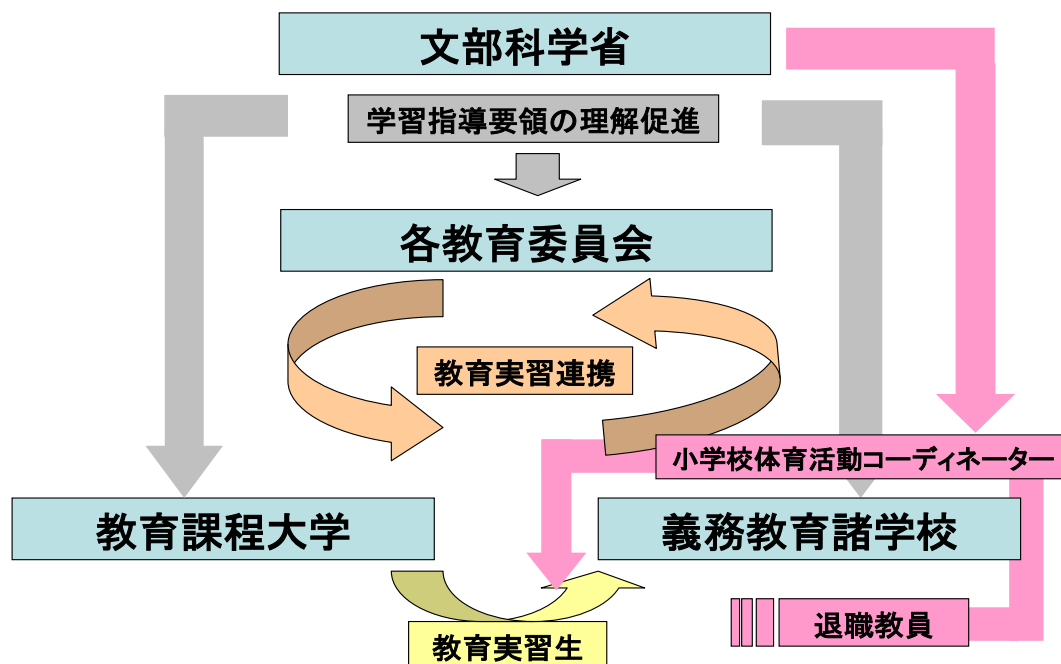 文部科学省
学習指導要領の理解促進
各教育委員会
教育実習連携
小学校体育活動コーディネーター
教育課程大学
義務教育諸学校
退職教員
教育実習生